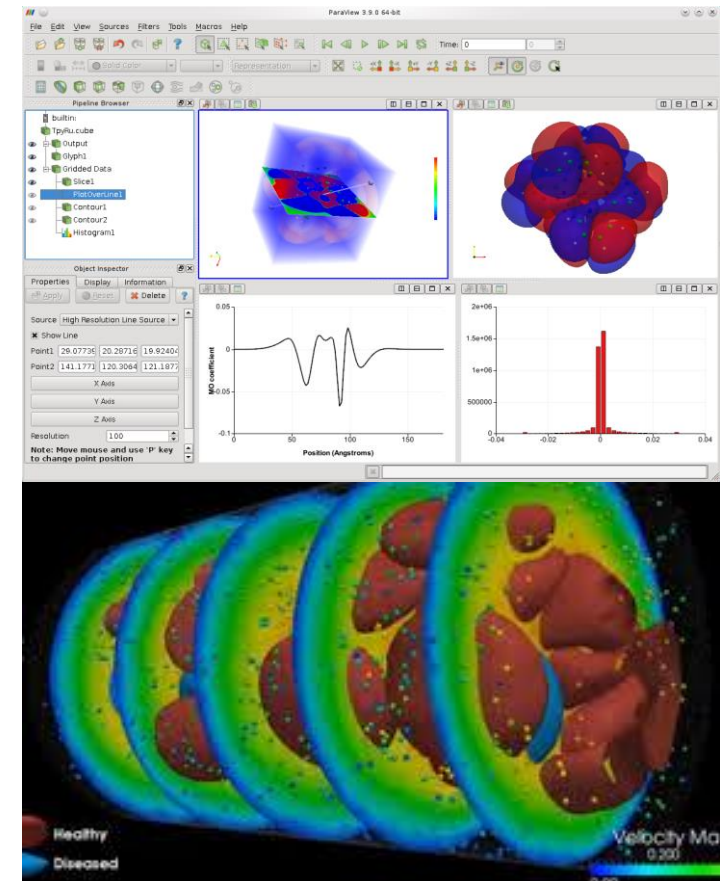 ParaView 3.9.0 64-bit
File Edit View Sources Filters Tools Macros Help
Time: 0 0
Solid Color Representation
Pipeline Browser
builtin:
TpyRu.cube
Output
Glyph1
Gridded Data
Slice1
PlotOverLine1
Contour1
Contour2
Histogram1
Object Inspector
Properties Display Information
Apply Reset Delete ?
Source High Resolution Line Source
Show Line
Point1 29.07739 20.28716 19.92404
Point2 141.1771 120.3064 121.1877
X Axis
Y Axis
Z Axis
Resolution 100
Note: Move mouse and use 'P' key
to change point position
0.05
0
-0.05
-0.1
MO coefficient
0 50 100 150
Position (Angstroms)
2e+06
1.5e+06
1e+06
500000
-0.04 -0.02 0 0.02 0.04
Healthy
Diseased
Velocity Ma
0.200